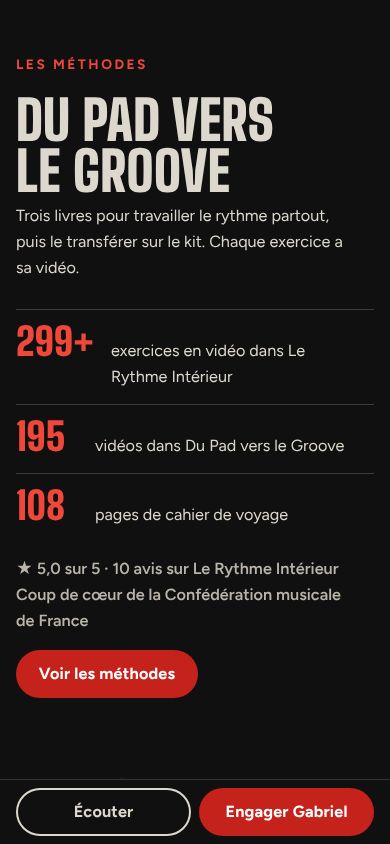 LES MÉTHODES
DU PAD VERS
LE GROOVE
Trois livres pour travailler le rythme partout,
puis le transférer sur le kit. Chaque exercice a
sa vidéo.
299+ exercices en vidéo dans Le
Rythme Intérieur
195 vidéos dans Du Pad vers le Groove
108 pages de cahier de voyage
★ 5,0 sur 5 · 10 avis sur Le Rythme Intérieur
Coup de cœur de la Confédération musicale
de France
Voir les méthodes
Écouter
Engager Gabriel